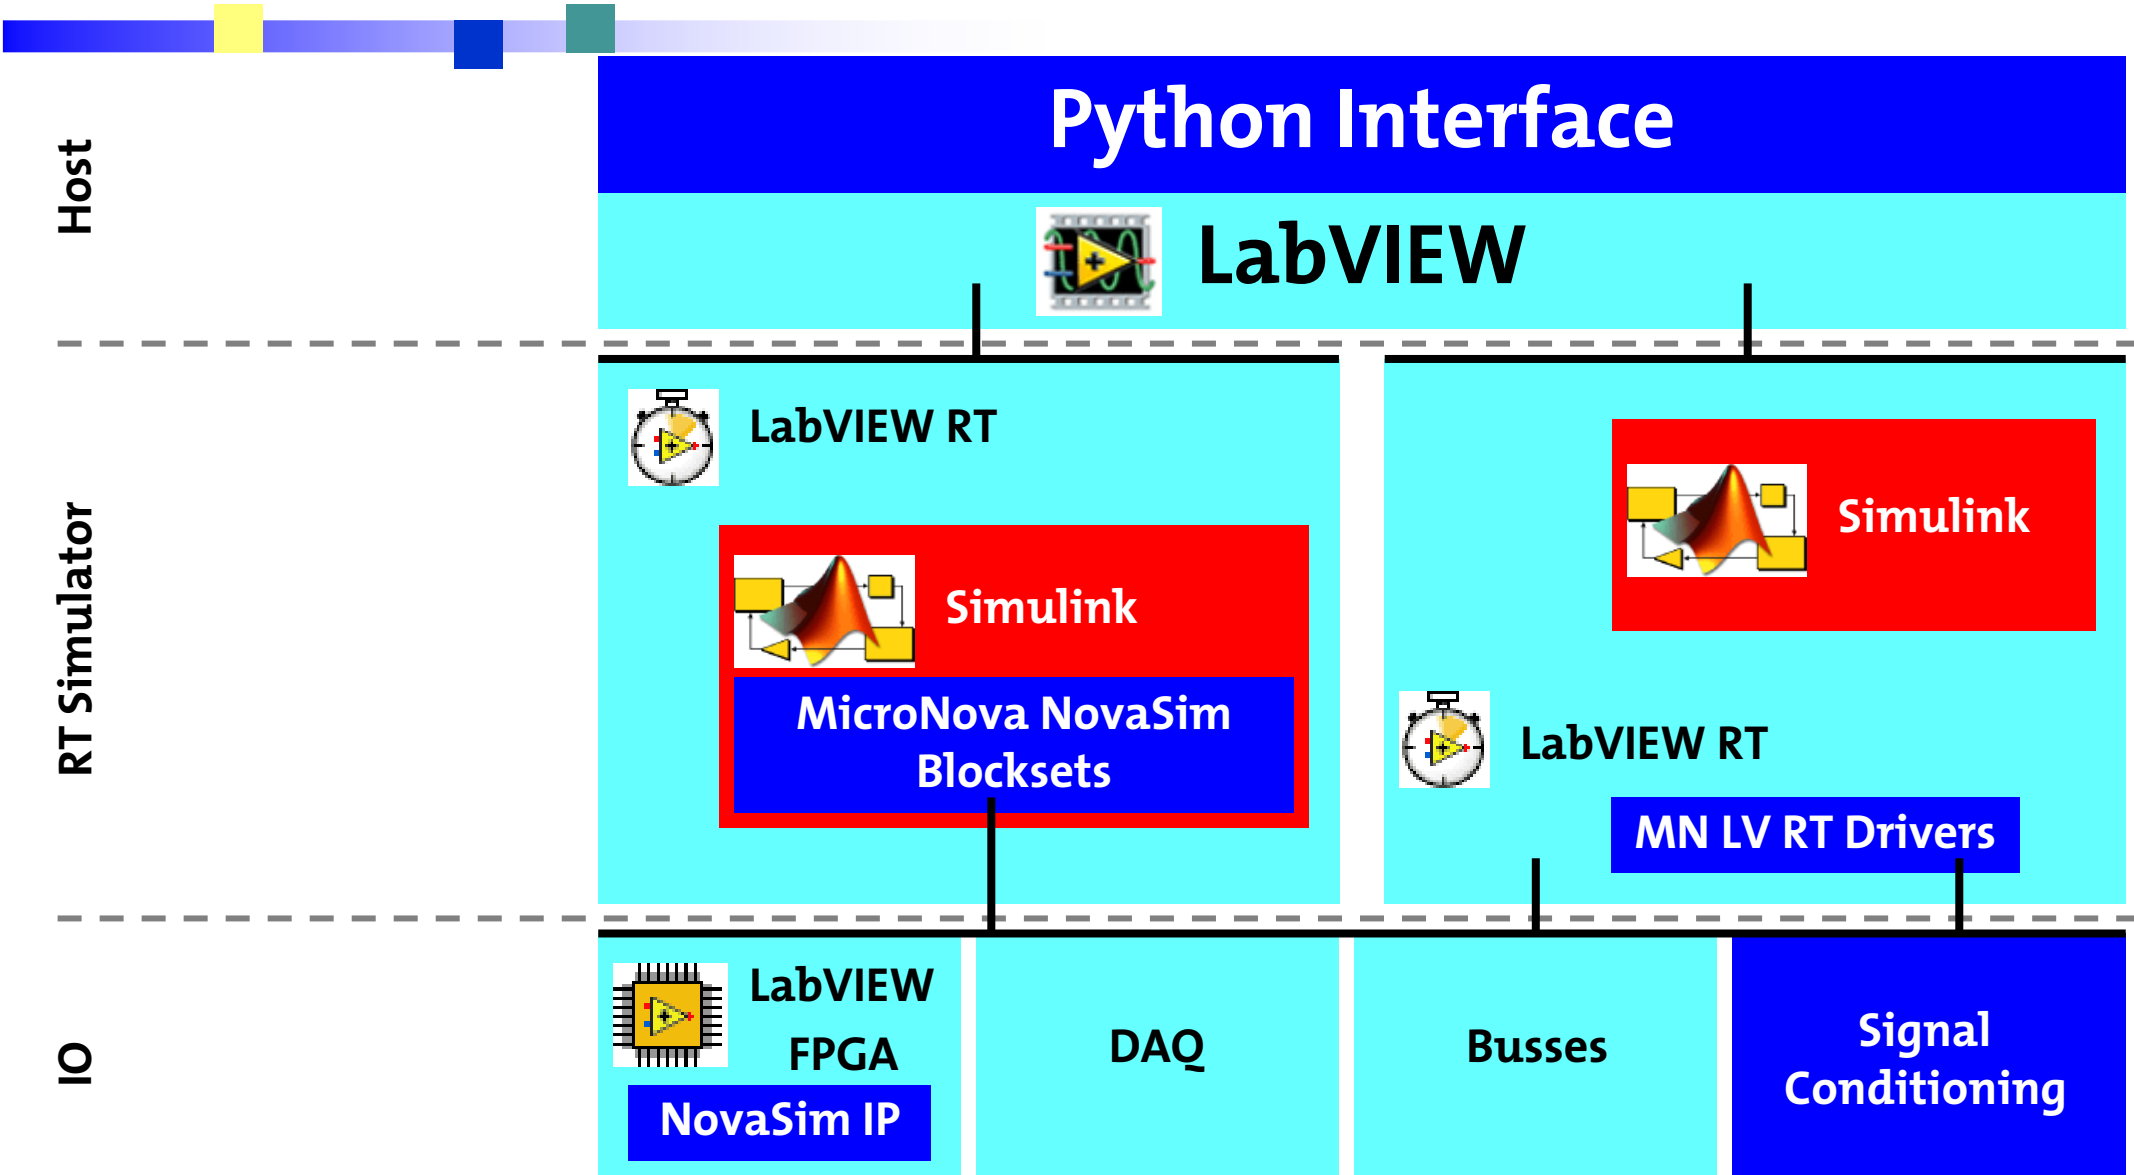 Host
Python Interface
LabVIEW
RT Simulator
LabVIEW RT
Simulink
MicroNova NovaSim
Blocksets
Simulink
LabVIEW RT
MN LV RT Drivers
IO
LabVIEW
FPGA
NovaSim IP
DAQ
Busses
Signal
Conditioning